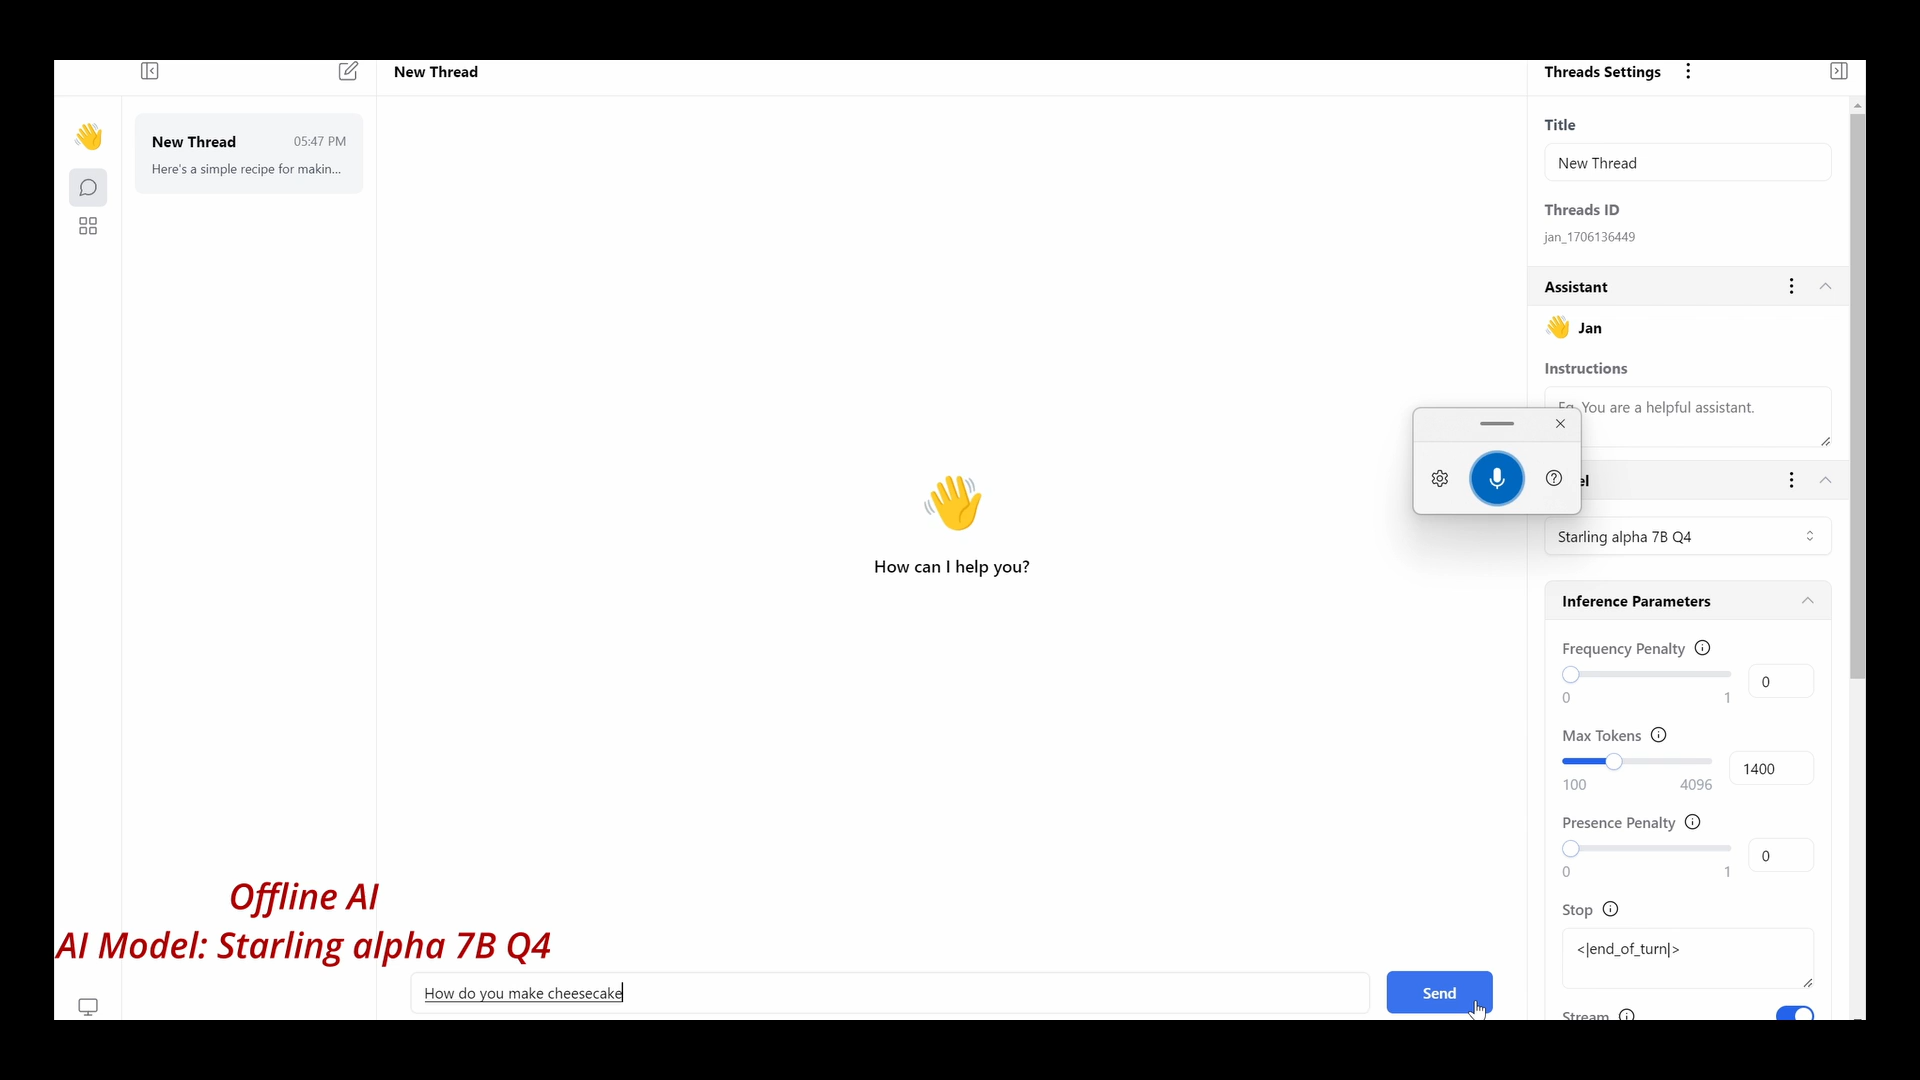 New Thread
Threads Settings
New Thread 05:47 PM
Here's a simple recipe for makin...
Title
New Thread
Threads ID
jan_1706136449
Assistant
Jan
Instructions
Eg. You are a helpful assistant.
el
Starling alpha 7B Q4
How can I help you?
Inference Parameters
Frequency Penalty
0
0 1
Max Tokens
1400
100 4096
Presence Penalty
0
0 1
Stop
<|end_of_turn|>
Stream
Offline AI
AI Model: Starling alpha 7B Q4
How do you make cheesecake
Send